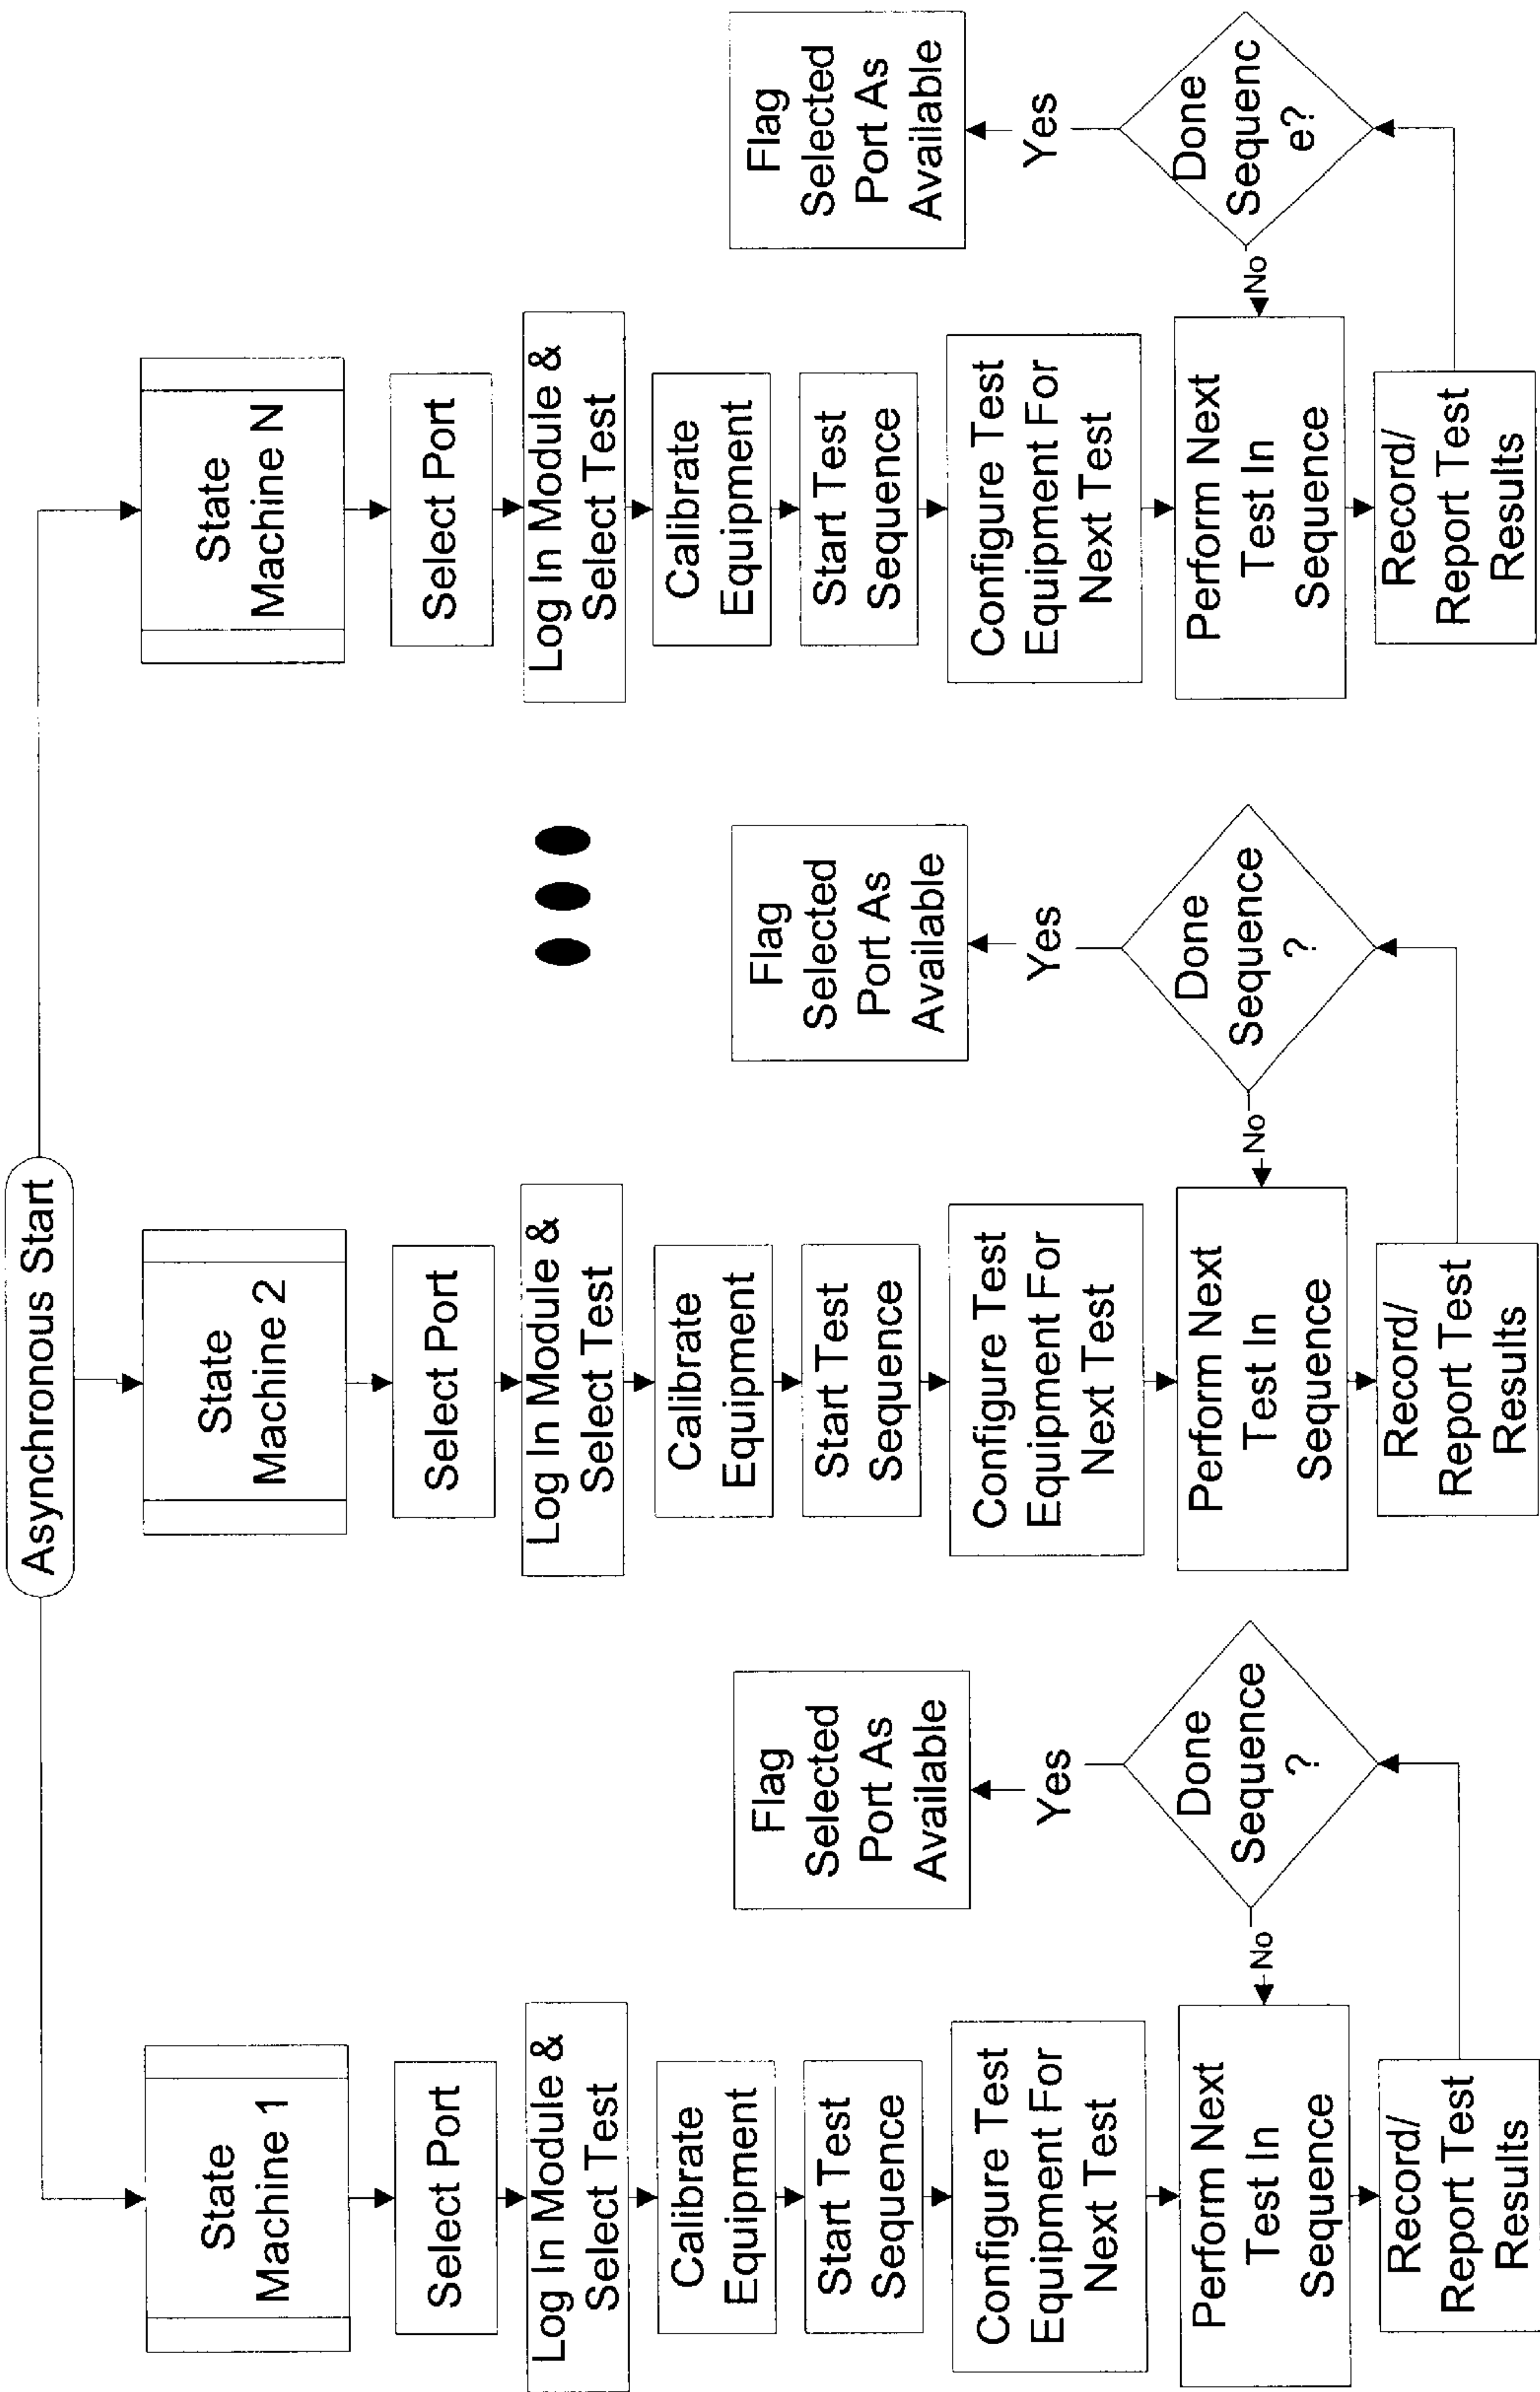 Asynchronous Start
State
Machine 1
Select Port
Log In Module &
Select Test
Calibrate
Equipment
Start Test
Sequence
Configure Test
Equipment For
Next Test
Perform Next
Test In
Sequence
Record/
Report Test
Results
Done
Sequence
?
No
Yes
Flag
Selected
Port As
Available
State
Machine 2
Select Port
Log In Module &
Select Test
Calibrate
Equipment
Start Test
Sequence
Configure Test
Equipment For
Next Test
Perform Next
Test In
Sequence
Record/
Report Test
Results
Done
Sequence
?
No
Yes
Flag
Selected
Port As
Available
State
Machine N
Select Port
Log In Module &
Select Test
Calibrate
Equipment
Start Test
Sequence
Configure Test
Equipment For
Next Test
Perform Next
Test In
Sequence
Record/
Report Test
Results
Done
Sequenc
e?
No
Yes
Flag
Selected
Port As
Available